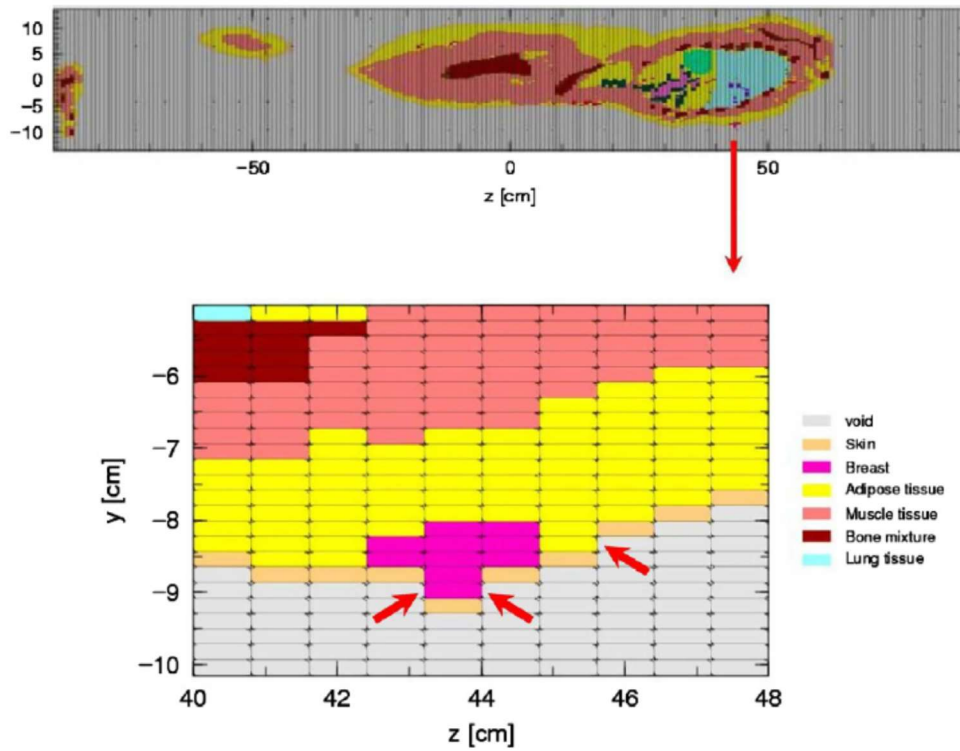 10
5
0
−5
−10
−50 0 50
z [cm]
−6
−7
−8
−9
−10
y [cm]
40 42 44 46 48
z [cm]
void
Skin
Breast
Adipose tissue
Muscle tissue
Bone mixture
Lung tissue